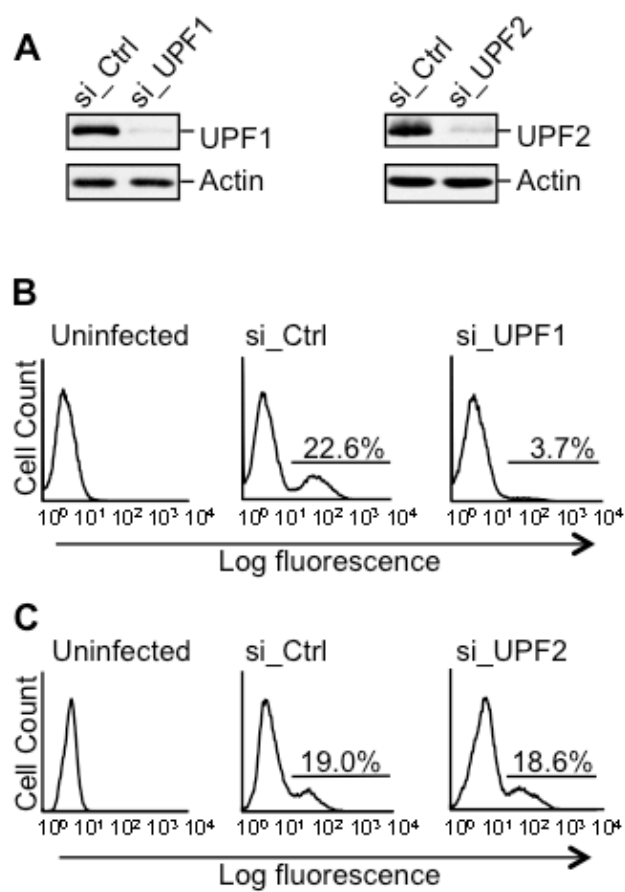 A
si_Ctrl si_UPF1 si_Ctrl si_UPF2
UPF1 UPF2
Actin Actin
B
Uninfected si_Ctrl si_UPF1
Cell Count
22.6% 3.7%
10⁰ 10¹ 10² 10³ 10⁴ 10⁰ 10¹ 10² 10³ 10⁴ 10⁰ 10¹ 10² 10³ 10⁴
Log fluorescence
C
Uninfected si_Ctrl si_UPF2
Cell Count
19.0% 18.6%
10⁰ 10¹ 10² 10³ 10⁴ 10⁰ 10¹ 10² 10³ 10⁴ 10⁰ 10¹ 10² 10³ 10⁴
Log fluorescence